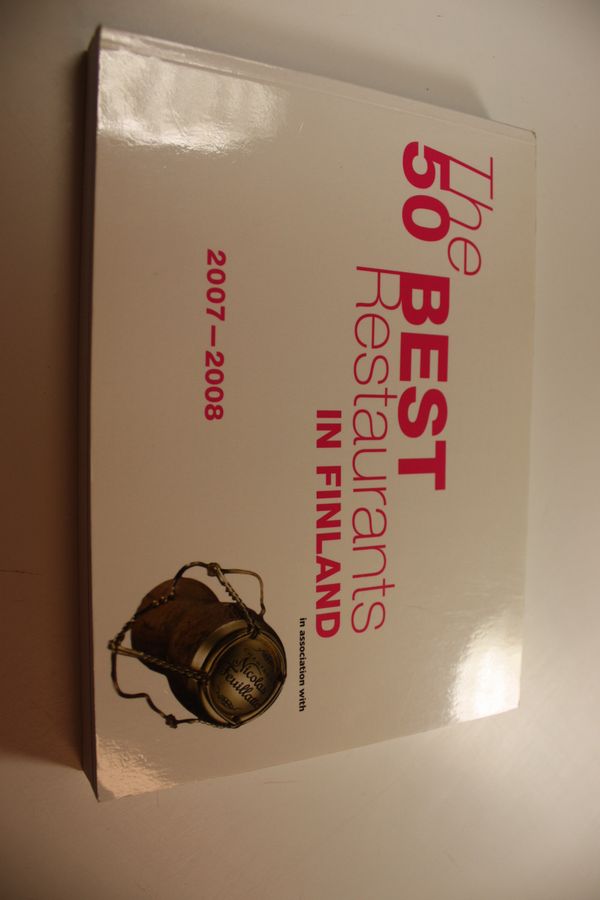 The
50 BEST
Restaurants
IN FINLAND
2007–2008
in association with
Nicolas
Feuillatte